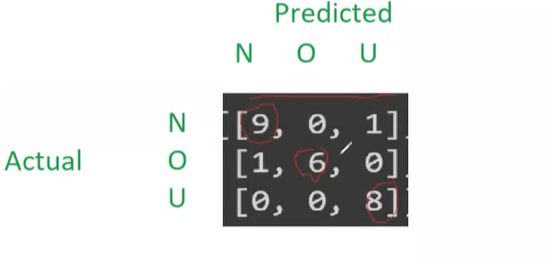 Predicted
N O U
N [[9, 0, 1],
Actual O [1, 6, 0],
U [0, 0, 8]]